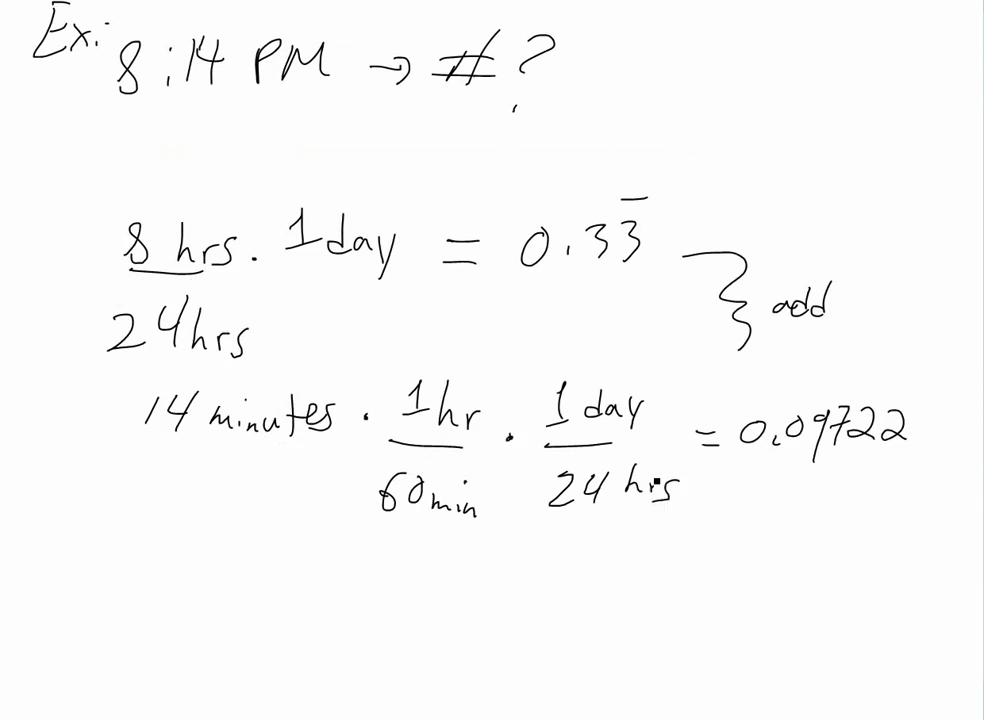 Ex:
8:14 PM → #?
8 hrs. 1 day = 0.33̅
24 hrs
} add
14 minutes · 1 hr · 1 day = 0.09722
60 min 24 hrs